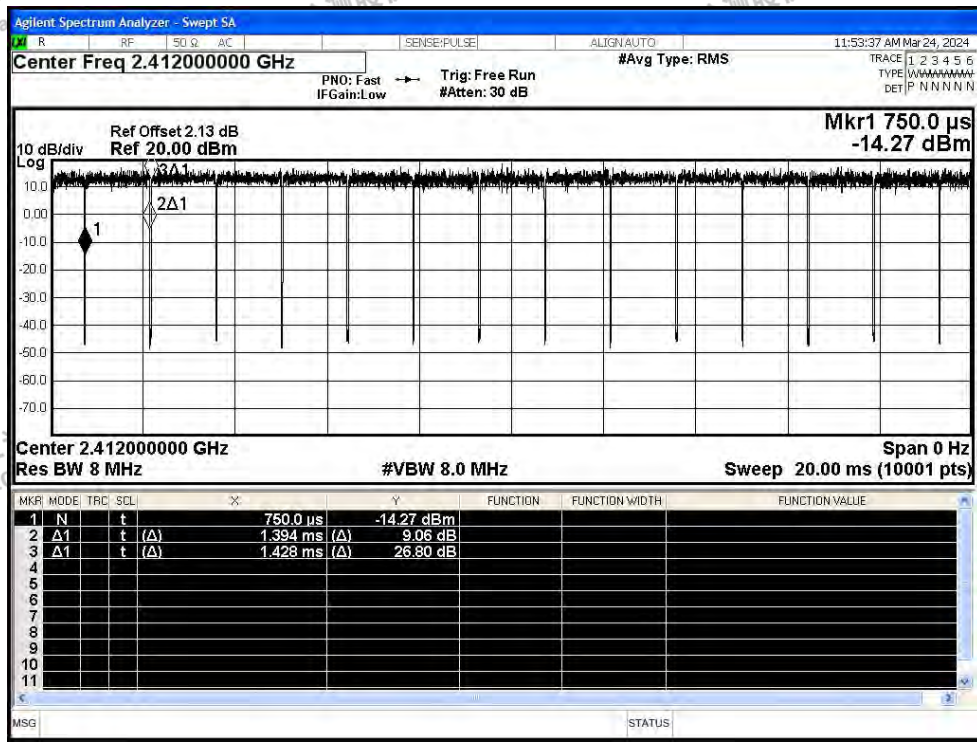 Agilent Spectrum Analyzer - Swept SA
LXI R RF 50 Ω AC SENSE:PULSE ALIGN AUTO 11:53:37 AM Mar 24, 2024
Center Freq 2.412000000 GHz #Avg Type: RMS TRACE 1 2 3 4 5 6
PNO: Fast Trig: Free Run TYPE WWWWWW
IFGain:Low #Atten: 30 dB DET P N N N N N
Mkr1 750.0 µs
Ref Offset 2.13 dB
10 dB/div Ref 20.00 dBm -14.27 dBm
Log
3Δ1
10.0
2Δ1
0.00
1
-10.0
-20.0
-30.0
-40.0
-50.0
-60.0
-70.0
Center 2.412000000 GHz Span 0 Hz
Res BW 8 MHz #VBW 8.0 MHz Sweep 20.00 ms (10001 pts)
MKR MODE TRC SCL X Y FUNCTION FUNCTION WIDTH FUNCTION VALUE
1 N t 750.0 µs -14.27 dBm
2 Δ1 t (Δ) 1.394 ms (Δ) 9.06 dB
3 Δ1 t (Δ) 1.428 ms (Δ) 26.80 dB
4
5
6
7
8
9
10
11
MSG STATUS